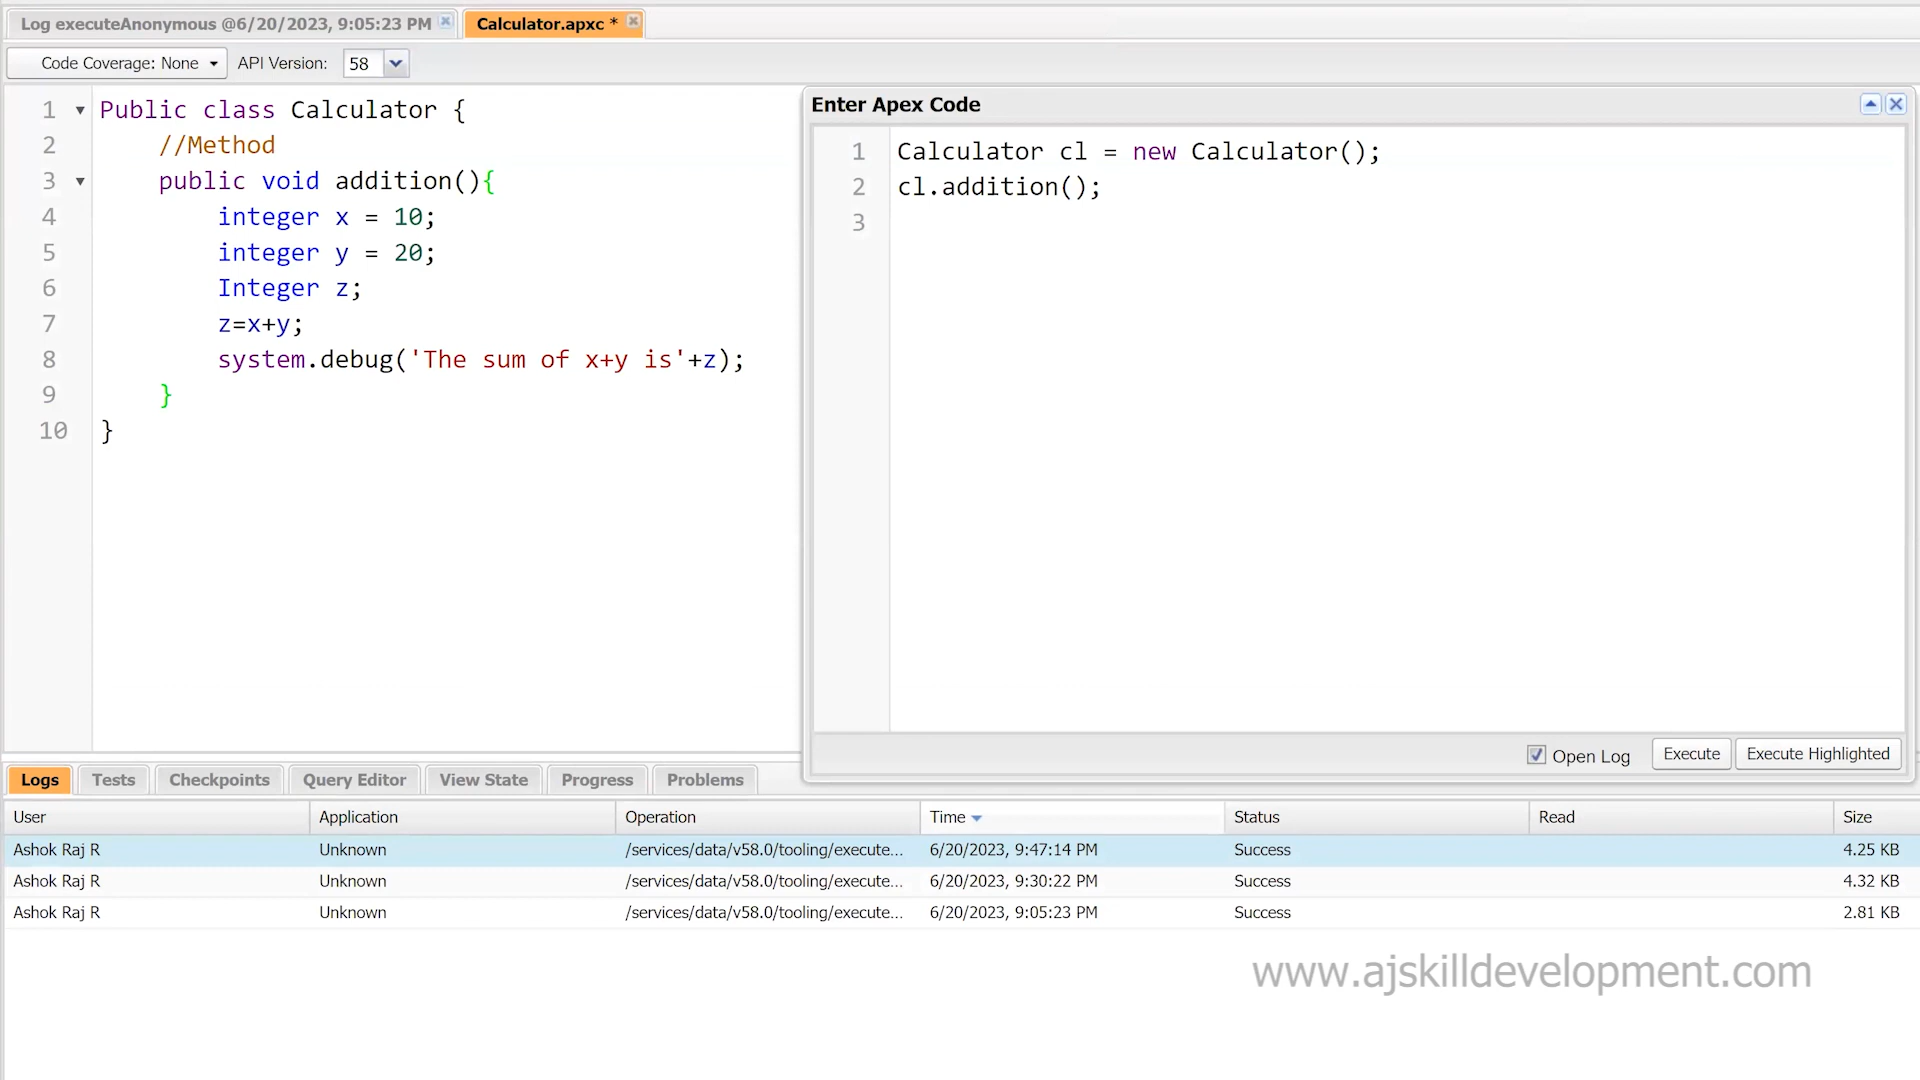 Log executeAnonymous @6/20/2023, 9:05:23 PM
Calculator.apxc *
Code Coverage: None
API Version: 58
1 Public class Calculator {
2 //Method
3 public void addition(){
4 integer x = 10;
5 integer y = 20;
6 Integer z;
7 z=x+y;
8 system.debug('The sum of x+y is'+z);
9 }
10 }
Enter Apex Code
1 Calculator cl = new Calculator();
2 cl.addition();
3
Open Log
Execute
Execute Highlighted
Logs Tests Checkpoints Query Editor View State Progress Problems
User Application Operation Time Status Read Size
Ashok Raj R Unknown /services/data/v58.0/tooling/execute... 6/20/2023, 9:47:14 PM Success 4.25 KB
Ashok Raj R Unknown /services/data/v58.0/tooling/execute... 6/20/2023, 9:30:22 PM Success 4.32 KB
Ashok Raj R Unknown /services/data/v58.0/tooling/execute... 6/20/2023, 9:05:23 PM Success 2.81 KB
www.ajskilldevelopment.com